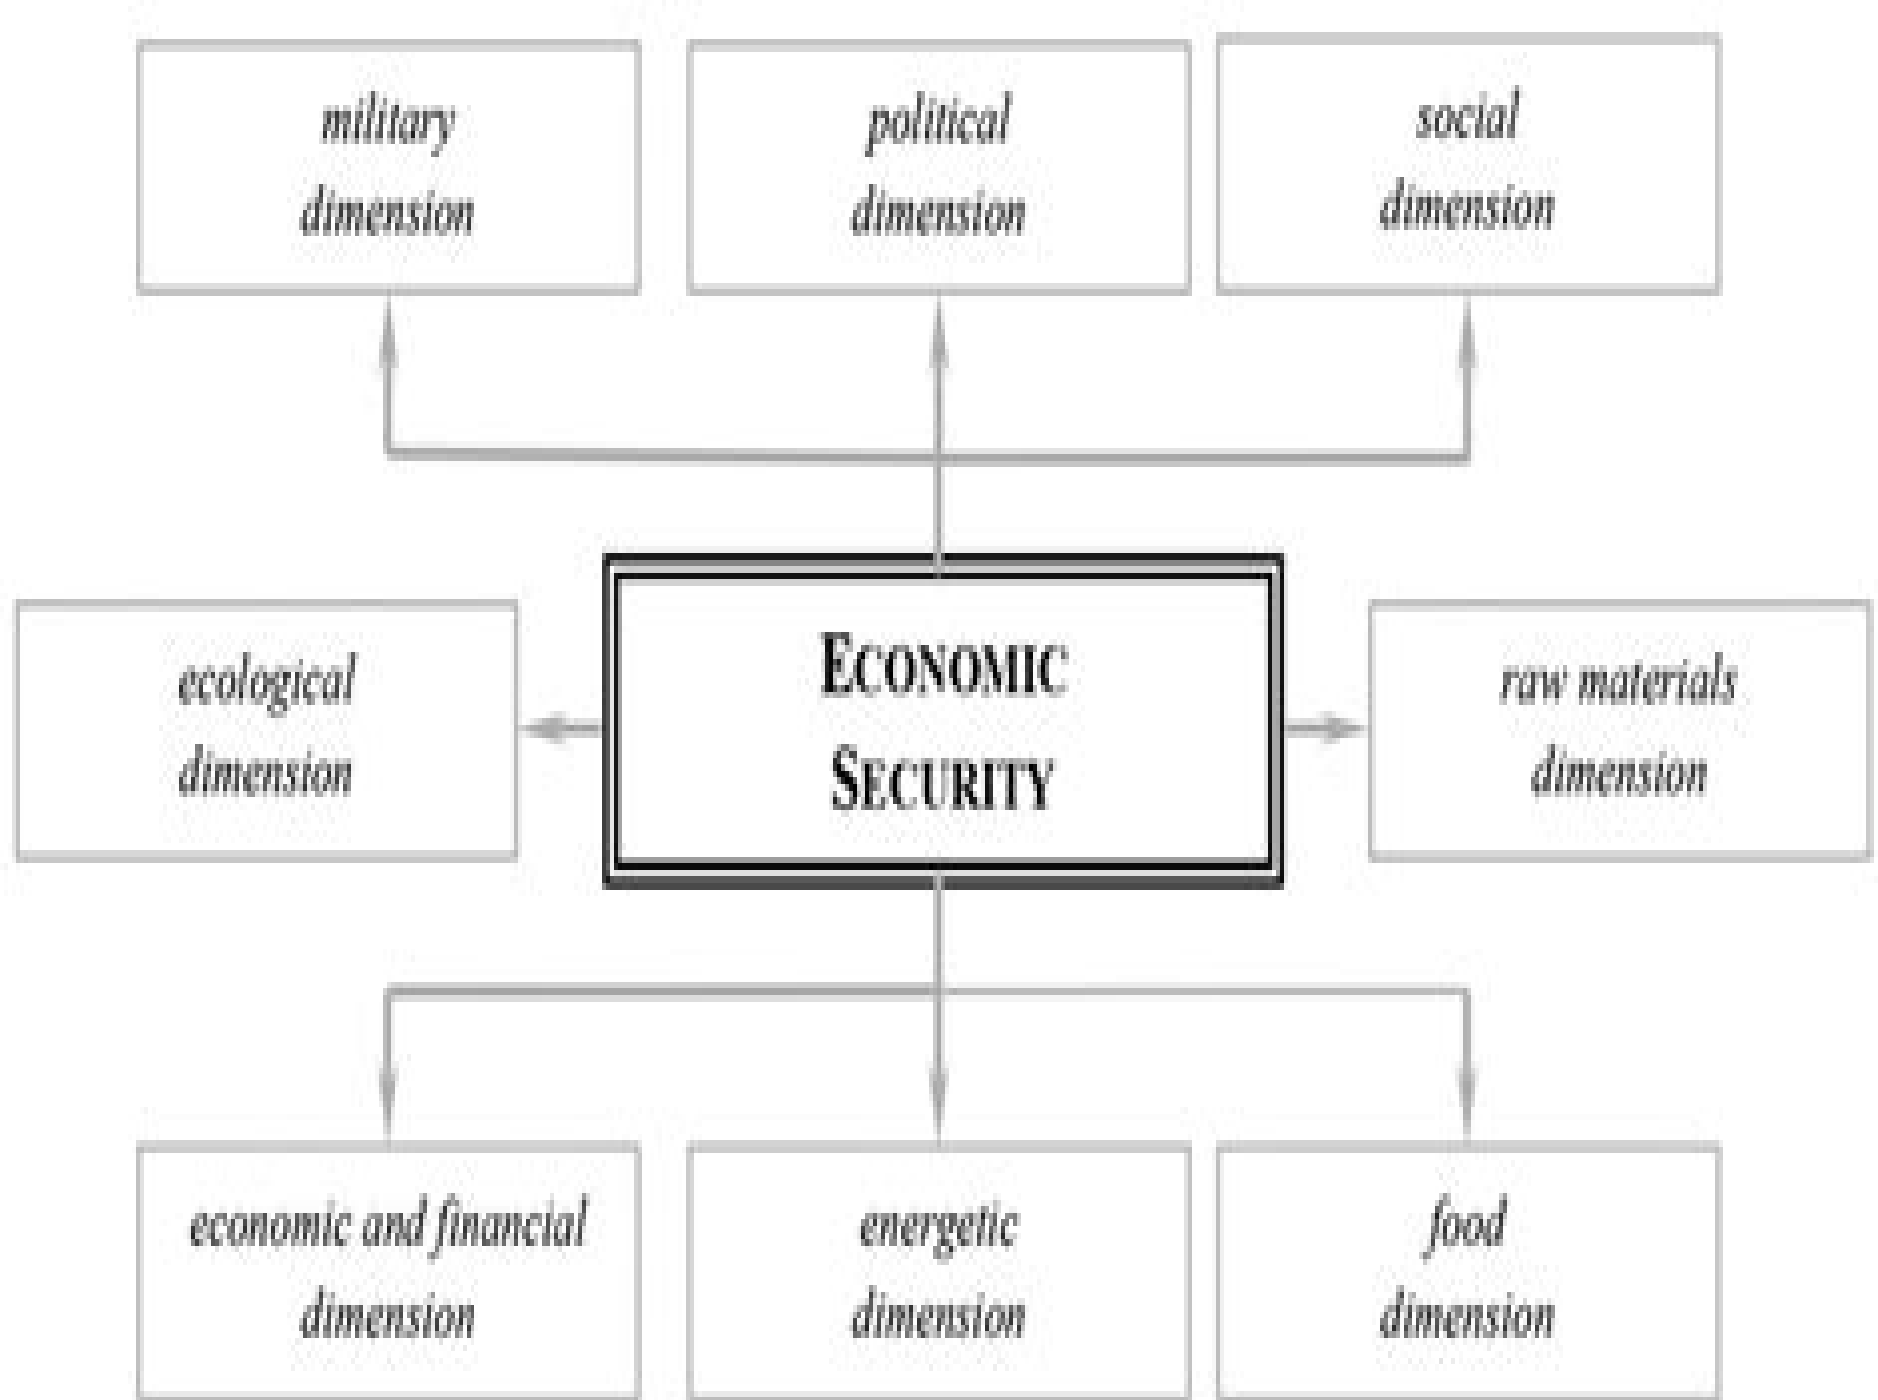 military
dimension
political
dimension
social
dimension
ecological
dimension
ECONOMIC
SECURITY
raw materials
dimension
economic and financial
dimension
energetic
dimension
food
dimension